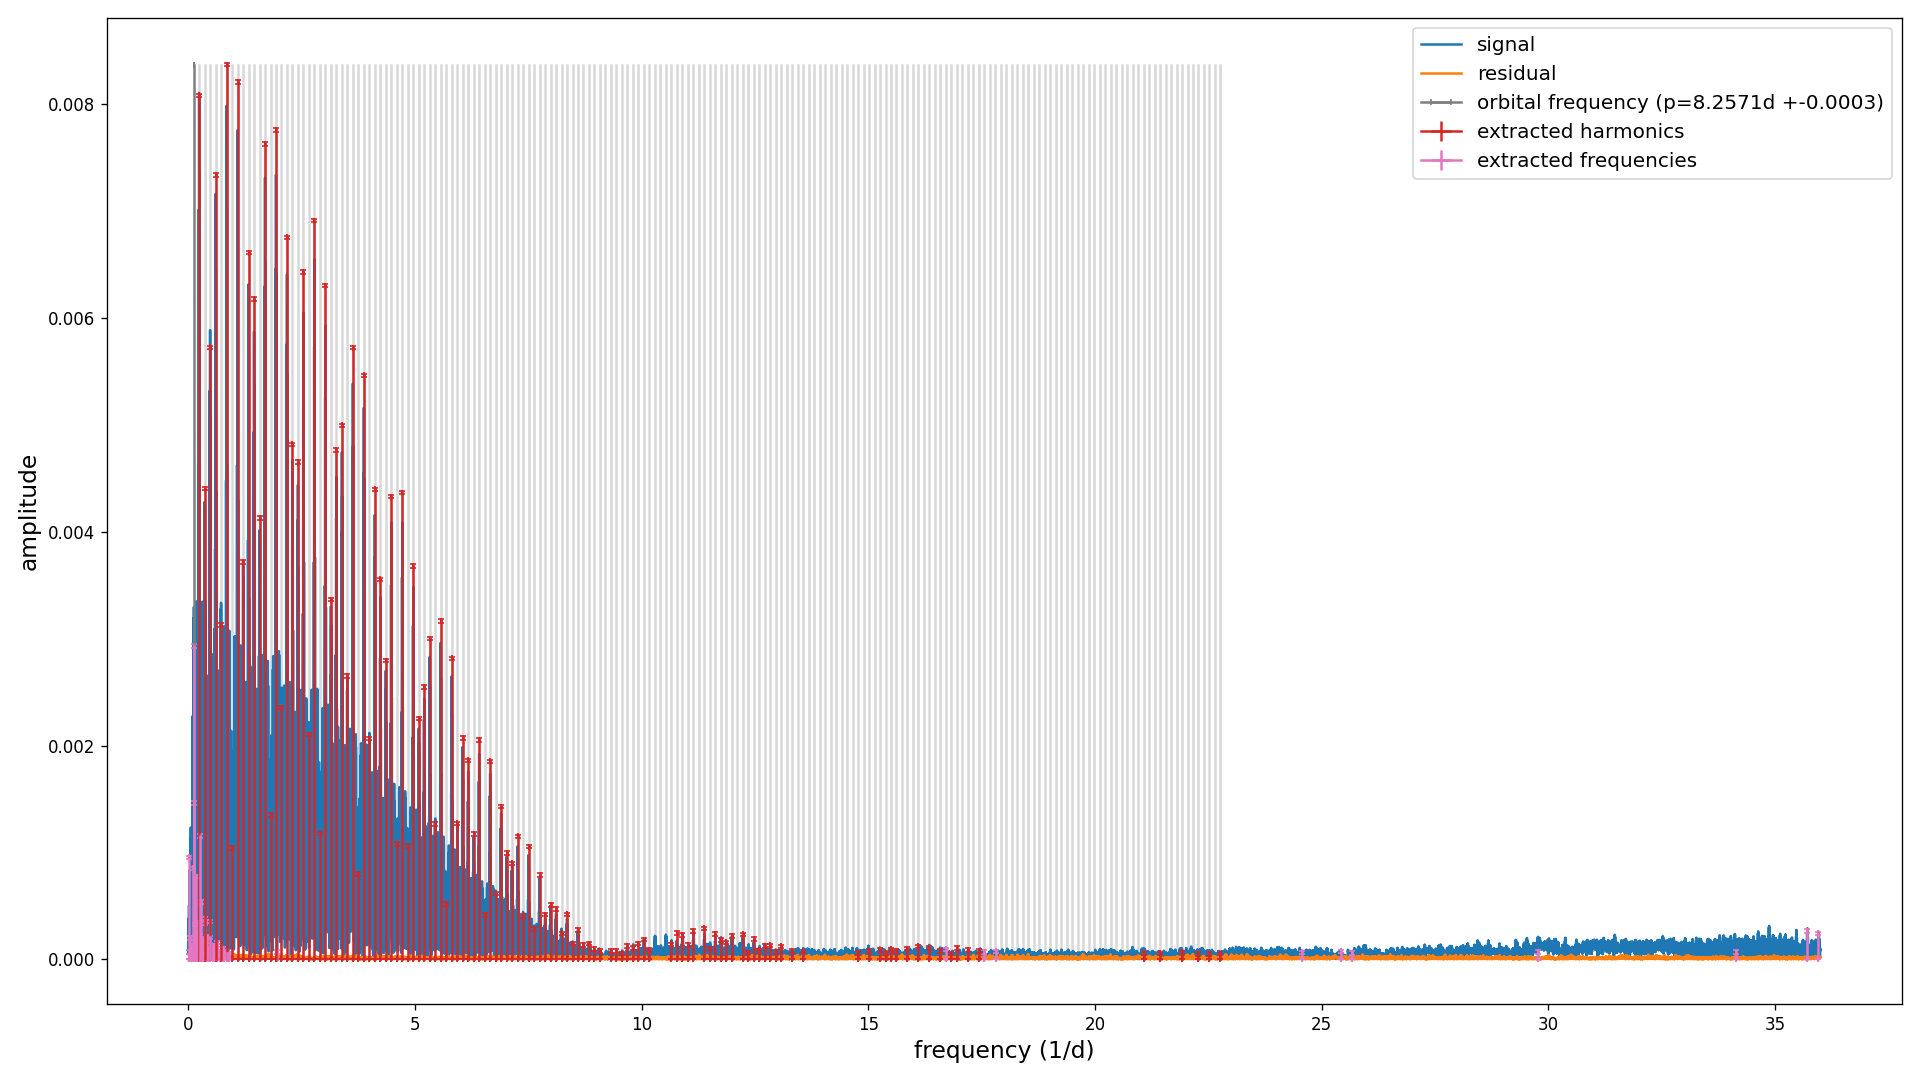 signal
residual
orbital frequency (p=8.2571d +-0.0003)
extracted harmonics
extracted frequencies
0.008
0.006
0.004
0.002
0.000
amplitude
0 5 10 15 20 25 30 35
frequency (1/d)